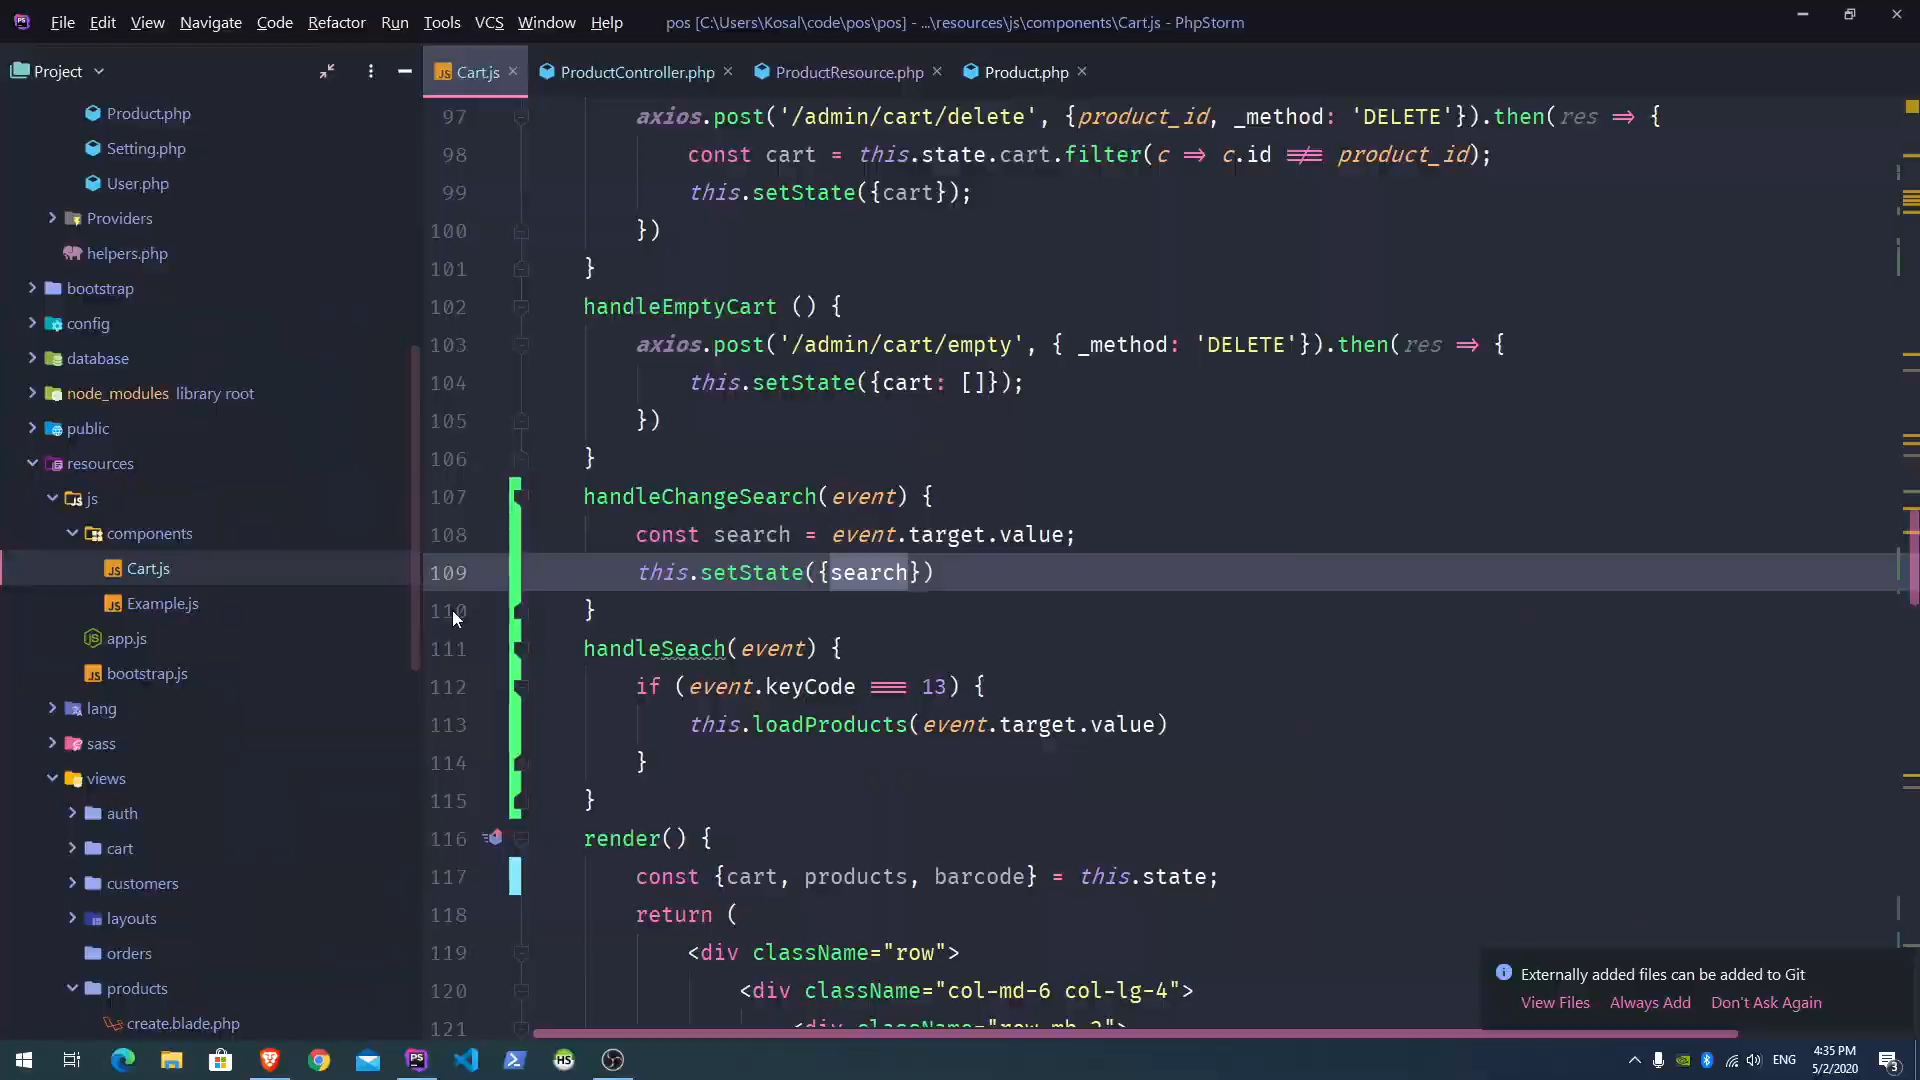 File Edit View Navigate Code Refactor Run Tools VCS Window Help pos [C:\Users\Kosal\code\pos\pos] - ...\resources\js\components\Cart.js - PhpStorm
Project
Cart.js ProductController.php ProductResource.php Product.php
Product.php
Setting.php
User.php
Providers
helpers.php
bootstrap
config
database
node_modules library root
public
resources
js
components
Cart.js
Example.js
app.js
bootstrap.js
lang
sass
views
auth
cart
customers
layouts
orders
products
create.blade.php
97 axios.post('/admin/cart/delete', {product_id, _method: 'DELETE'}).then(res => {
98 const cart = this.state.cart.filter(c => c.id !== product_id);
99 this.setState({cart});
100 })
101 }
102 handleEmptyCart () {
103 axios.post('/admin/cart/empty', { _method: 'DELETE'}).then(res => {
104 this.setState({cart: []});
105 })
106 }
107 handleChangeSearch(event) {
108 const search = event.target.value;
109 this.setState({search})
110 }
111 handleSeach(event) {
112 if (event.keyCode === 13) {
113 this.loadProducts(event.target.value)
114 }
115 }
116 render() {
117 const {cart, products, barcode} = this.state;
118 return (
119 <div className="row">
120 <div className="col-md-6 col-lg-4">
121 <div className="row mb-2">
Externally added files can be added to Git
View Files Always Add Don't Ask Again
ENG
4:35 PM
5/2/2020
3